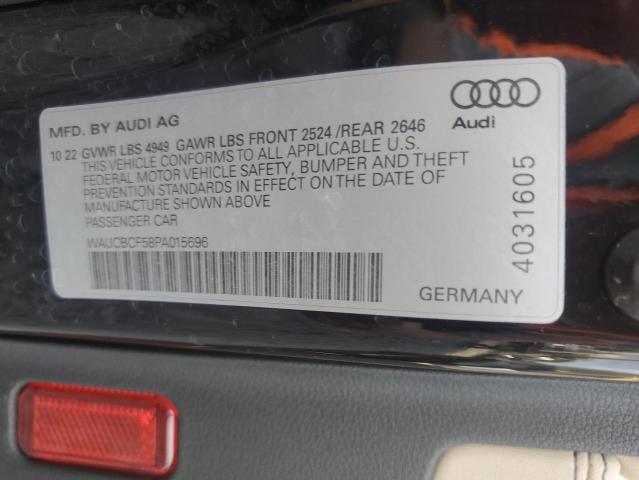 MFD. BY AUDI AG
10 22 GVWR LBS 4949 GAWR LBS FRONT 2524 /REAR 2646
THIS VEHICLE CONFORMS TO ALL APPLICABLE U.S.
FEDERAL MOTOR VEHICLE SAFETY, BUMPER AND THEFT
PREVENTION STANDARDS IN EFFECT ON THE DATE OF
MANUFACTURE SHOWN ABOVE
PASSENGER CAR
WAUCBCF58PA015696
Audi
4031605
GERMANY